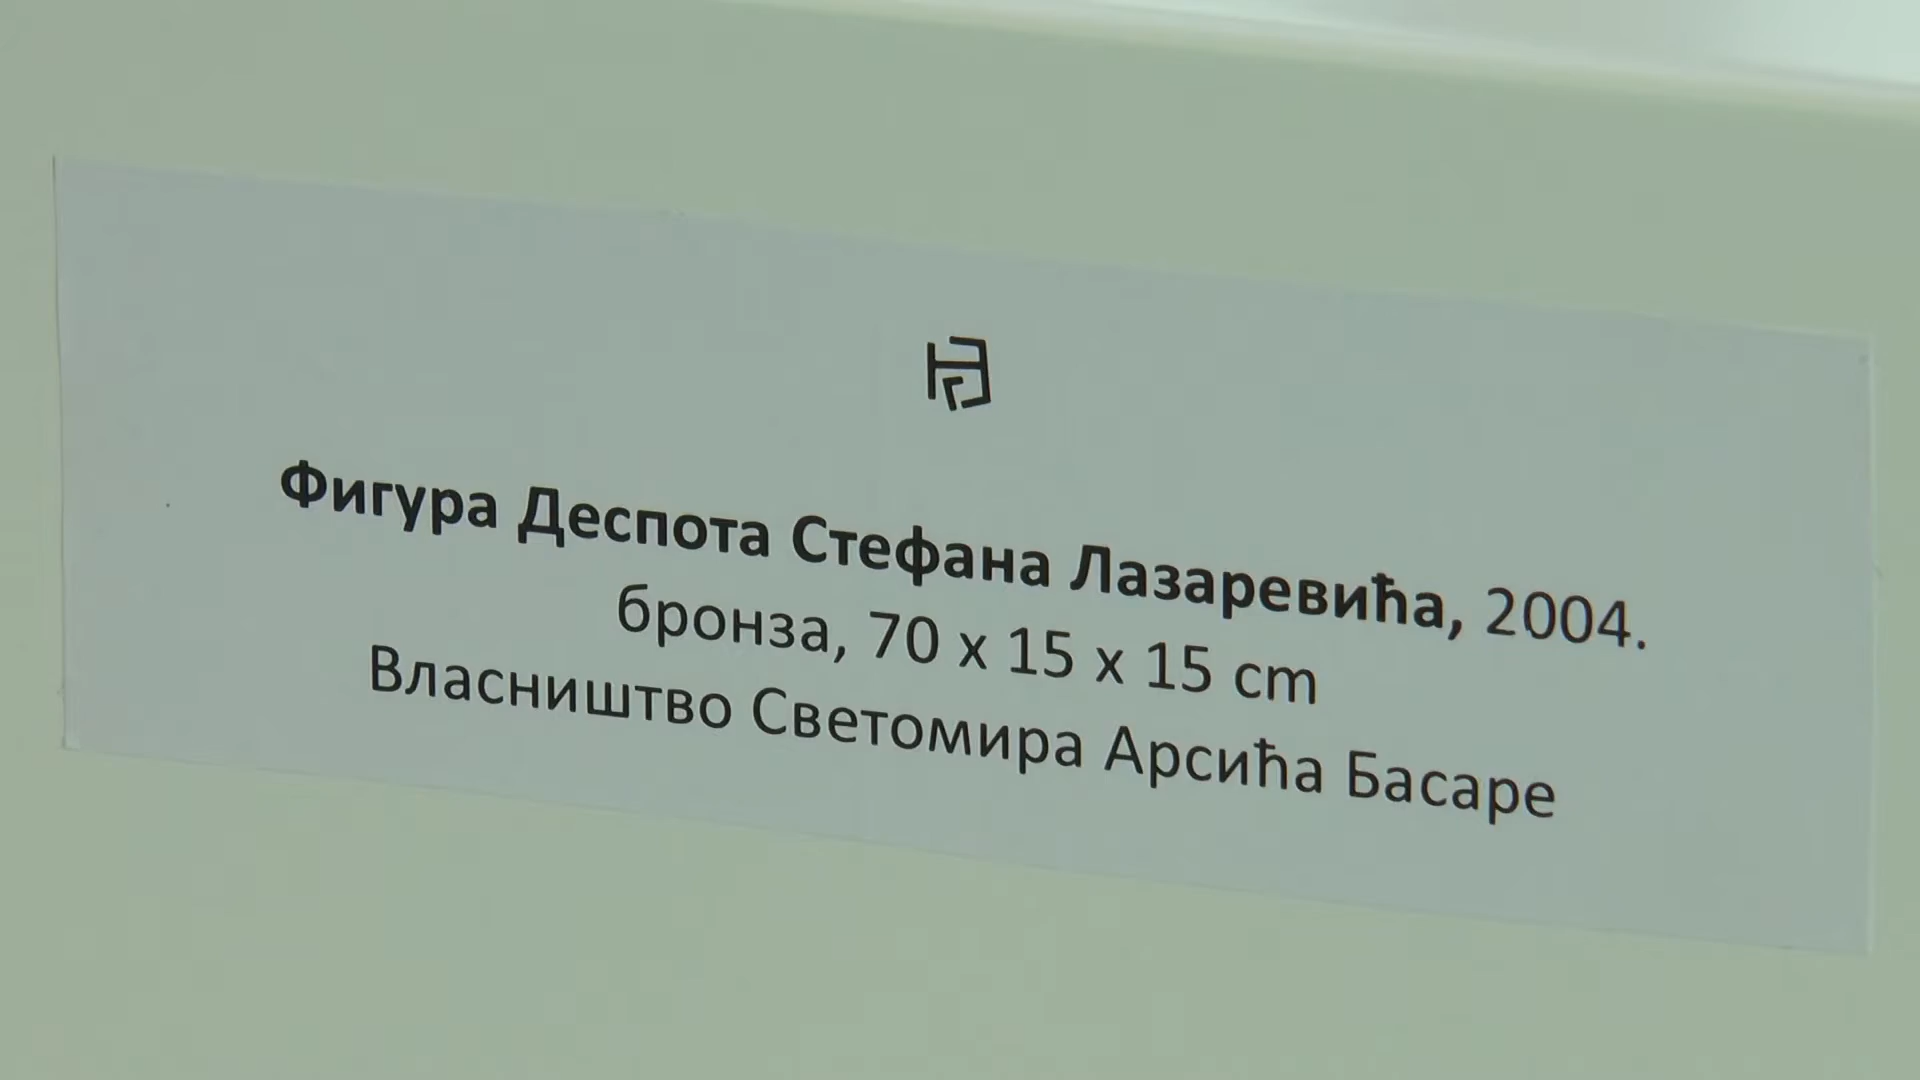 Фигура Деспота Стефана Лазаревића, 2004.
бронза, 70 x 15 x 15 cm
Власништво Светомира Арсића Басаре